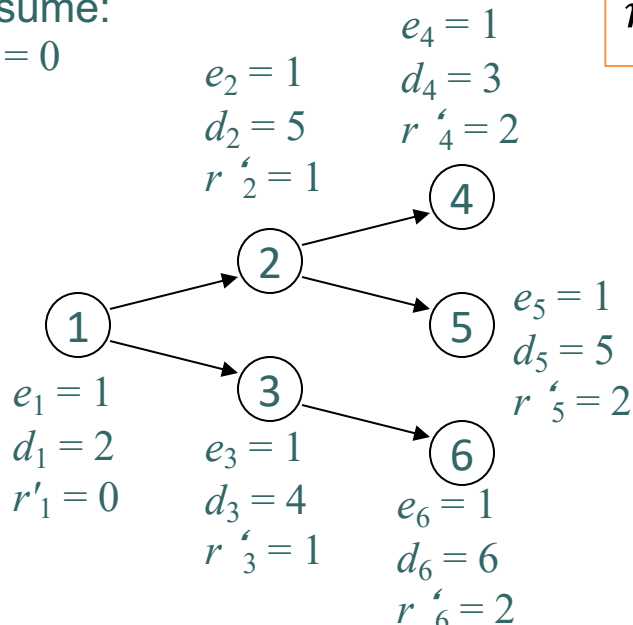 sume:
= 0
e₄ = 1
d₄ = 3
r ‘₄ = 2
e₂ = 1
d₂ = 5
r ‘₂ = 1
4
2
1
5
e₅ = 1
d₅ = 5
r ‘₅ = 2
3
e₁ = 1
d₁ = 2
r'₁ = 0
e₃ = 1
d₃ = 4
r ‘₃ = 1
6
e₆ = 1
d₆ = 6
r ‘₆ = 2